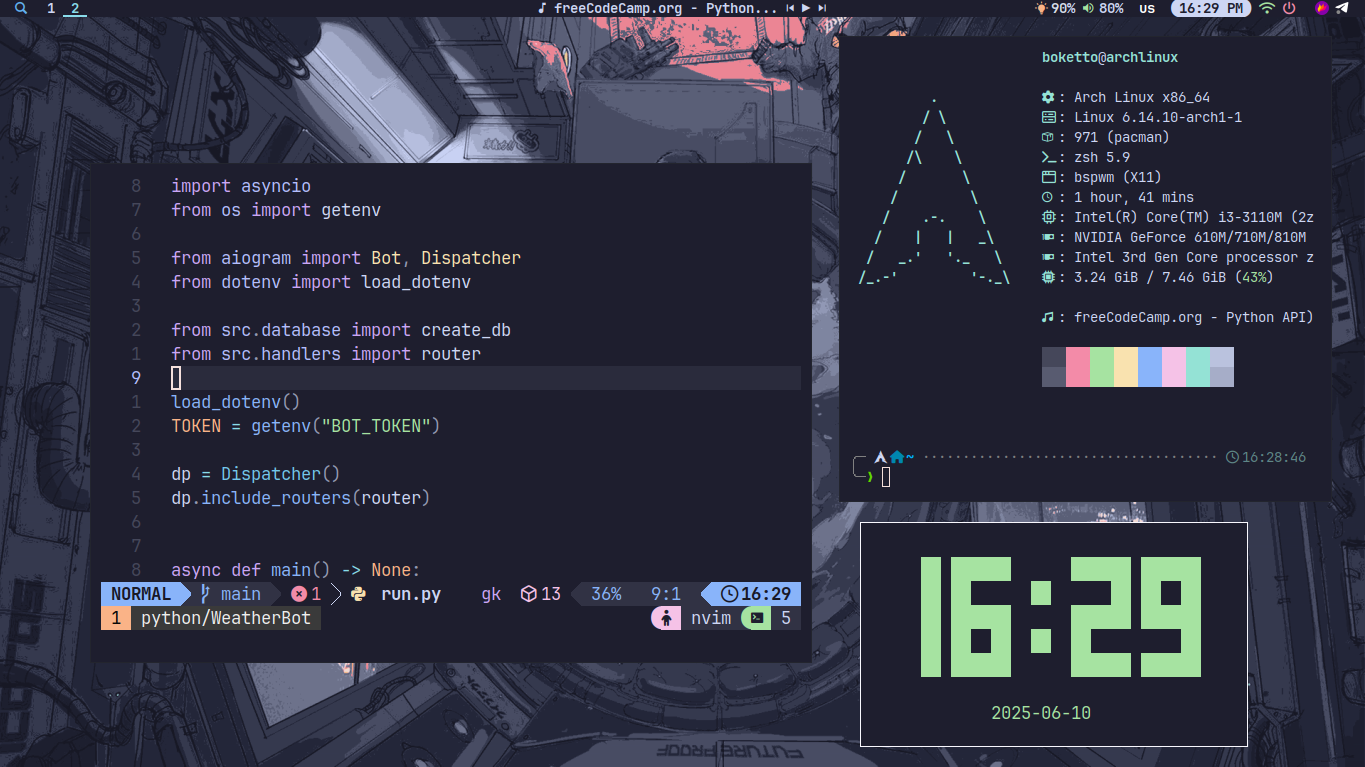 1 2 freeCodeCamp.org - Python... 90% 80% US 16:29 PM
8 import asyncio
7 from os import getenv
6
5 from aiogram import Bot, Dispatcher
4 from dotenv import load_dotenv
3
2 from src.database import create_db
1 from src.handlers import router
9
1 load_dotenv()
2 TOKEN = getenv("BOT_TOKEN")
3
4 dp = Dispatcher()
5 dp.include_routers(router)
6
7
8 async def main() -> None:
NORMAL main 1 run.py gk 13 36% 9:1 16:29
1 python/WeatherBot nvim 5
boketto@archlinux
: Arch Linux x86_64
: Linux 6.14.10-arch1-1
: 971 (pacman)
: zsh 5.9
: bspwm (X11)
: 1 hour, 41 mins
: Intel(R) Core(TM) i3-3110M (2z
: NVIDIA GeForce 610M/710M/810M
: Intel 3rd Gen Core processor z
: 3.24 GiB / 7.46 GiB (43%)
: freeCodeCamp.org - Python API)
~ 16:28:46
❯
16:29
2025-06-10
FUTUREPROOF